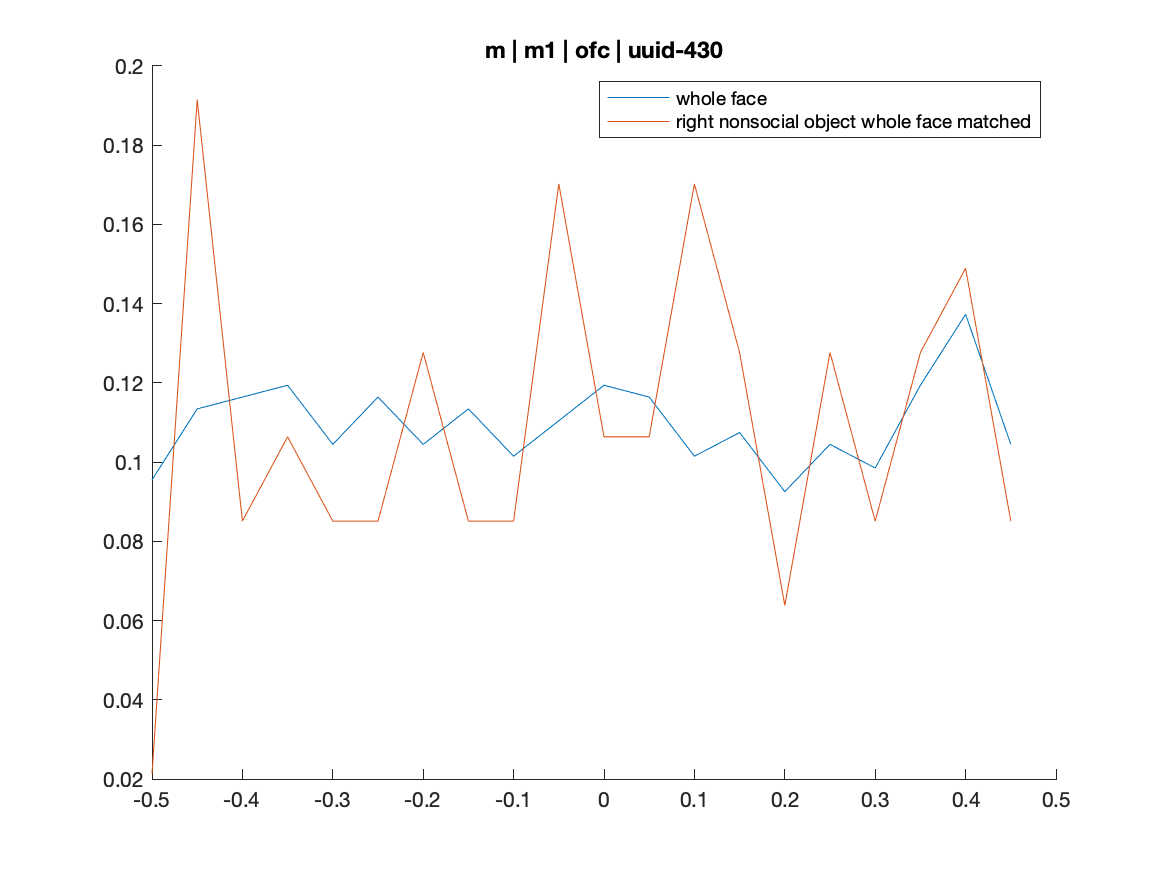 m | m1 | ofc | uuid-430
whole face
right nonsocial object whole face matched
0.2
0.18
0.16
0.14
0.12
0.1
0.08
0.06
0.04
0.02
-0.5 -0.4 -0.3 -0.2 -0.1 0 0.1 0.2 0.3 0.4 0.5